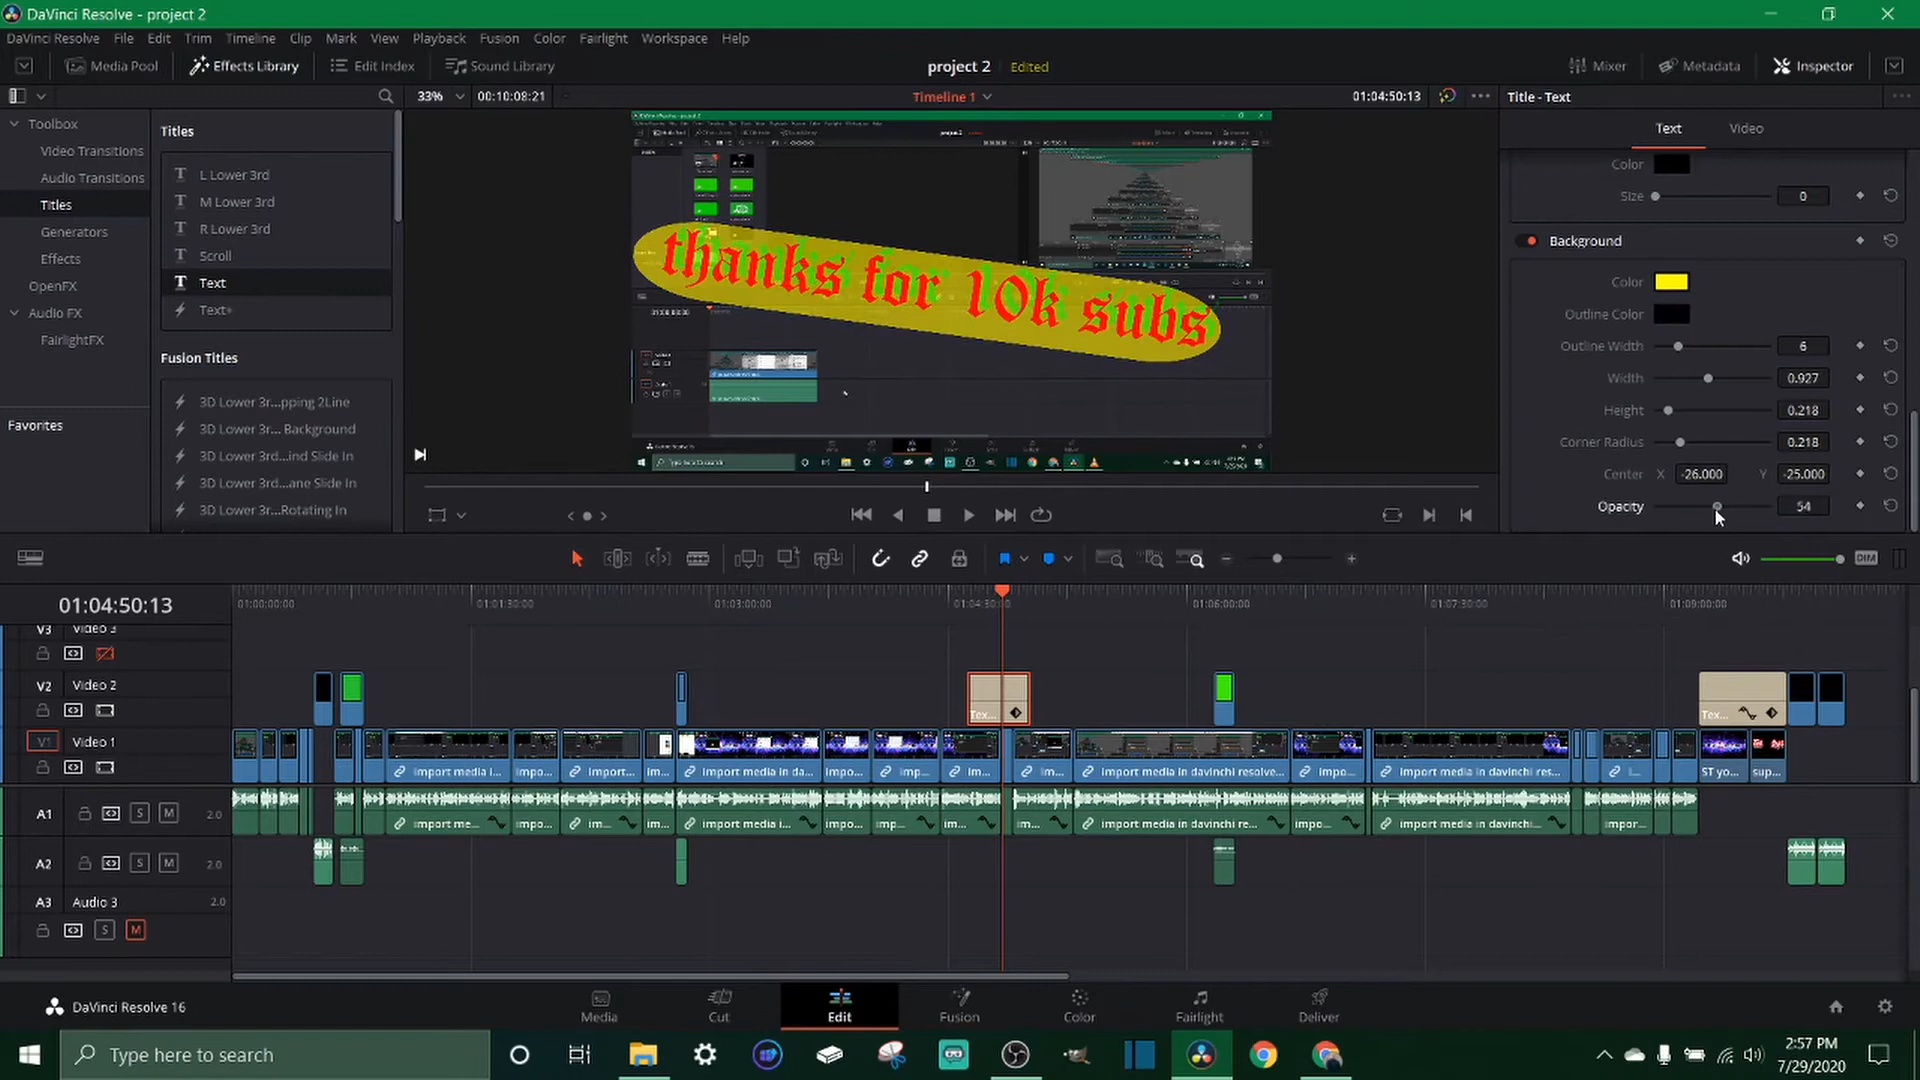 DaVinci Resolve - project 2
DaVinci Resolve File Edit Trim Timeline Clip Mark View Playback Fusion Color Fairlight Workspace Help
Media Pool Effects Library Edit Index Sound Library project 2 Edited Mixer Metadata Inspector
33% 00:10:08:21 Timeline 1 01:04:50:13 Title - Text
Toolbox
Video Transitions
Audio Transitions
Titles
Generators
Effects
OpenFX
Audio FX
FairlightFX
Favorites
Titles
L Lower 3rd
M Lower 3rd
R Lower 3rd
Scroll
Text
Text+
Fusion Titles
3D Lower 3r...pping 2Line
3D Lower 3r... Background
3D Lower 3r...ind Slide In
3D Lower 3rd...ane Slide In
3D Lower 3r...Rotating In
thanks for 10k subs
Text Video
Color
Size 0
Background
Color
Outline Color
Outline Width 6
Width 0.927
Height 0.218
Corner Radius 0.218
Center X -26.000 Y -25.000
Opacity 54
DIM
01:04:50:13 01:00:00:00 01:01:30:00 01:03:00:00 01:04:30:00 01:06:00:00 01:07:30:00 01:09:00:00
V3 Video 3
V2 Video 2
Tex... Tex...
V1 Video 1
import media i... impo... import... im... import media in da... impo... imp... im... im... import media in davinchi resolve... impo... import media in davinchi res... i... ST yo... sup...
A1 S M 2.0
import me... impo... im... im... import media i... impo... imp... im... im... import media in davinchi re... impo... import media in davinchi... impor...
A2 S M 2.0
A3 Audio 3 2.0
S M
DaVinci Resolve 16 Media Cut Edit Fusion Color Fairlight Deliver
Type here to search
2:57 PM
7/29/2020